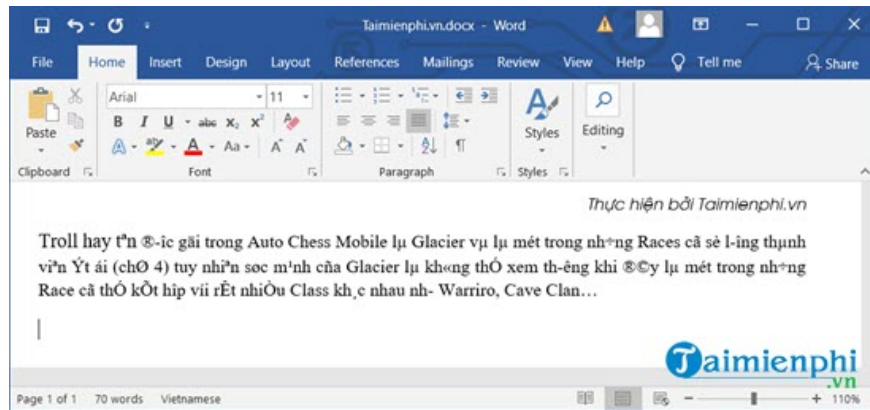 Taimienphi.vn.docx - Word
File Home Insert Design Layout References Mailings Review View Help Tell me Share
Arial 11
Paste
B I U abc X₂ X²
Aa A A
Styles
Editing
Clipboard Font Paragraph Styles
Thực hiện bởi Taimienphi.vn
Troll hay tªn ®-îc gäi trong Auto Chess Mobile lµ Glacier vµ lµ mét trong nh÷ng Races cã sè l-îng thµnh
viªn Ýt ái (chØ 4) tuy nhiªn søc m¹nh cña Glacier lµ kh«ng thÓ xem th-êng khi ®©y lµ mét trong nh÷ng
Race cã thÓ kÕt hîp víi rÊt nhiÒu Class kh¸c nhau nh- Warriro, Cave Clan…
Taimienphi
.vn
Page 1 of 1 70 words Vietnamese 110%